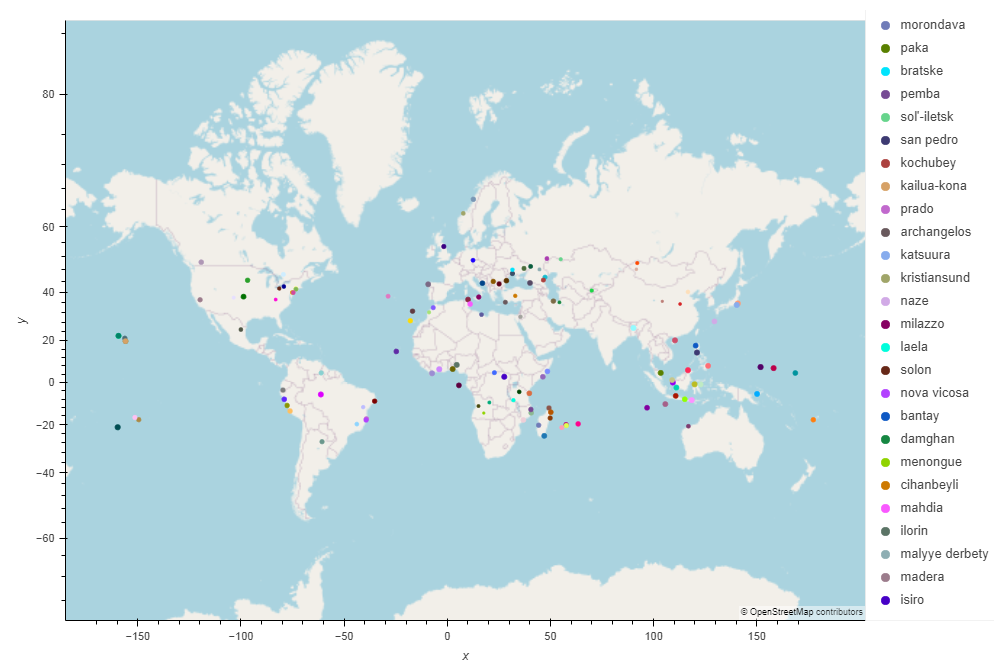 morondava
paka
bratske
pemba
sol'-iletsk
san pedro
kochubey
kailua-kona
prado
archangelos
katsuura
kristiansund
naze
milazzo
laela
solon
nova vicosa
bantay
damghan
menongue
cihanbeyli
mahdia
ilorin
malyye derbety
madera
isiro
80
60
40
20
0
−20
−40
−60
y
−150
−100
−50
0
50
100
150
x
© OpenStreetMap contributors